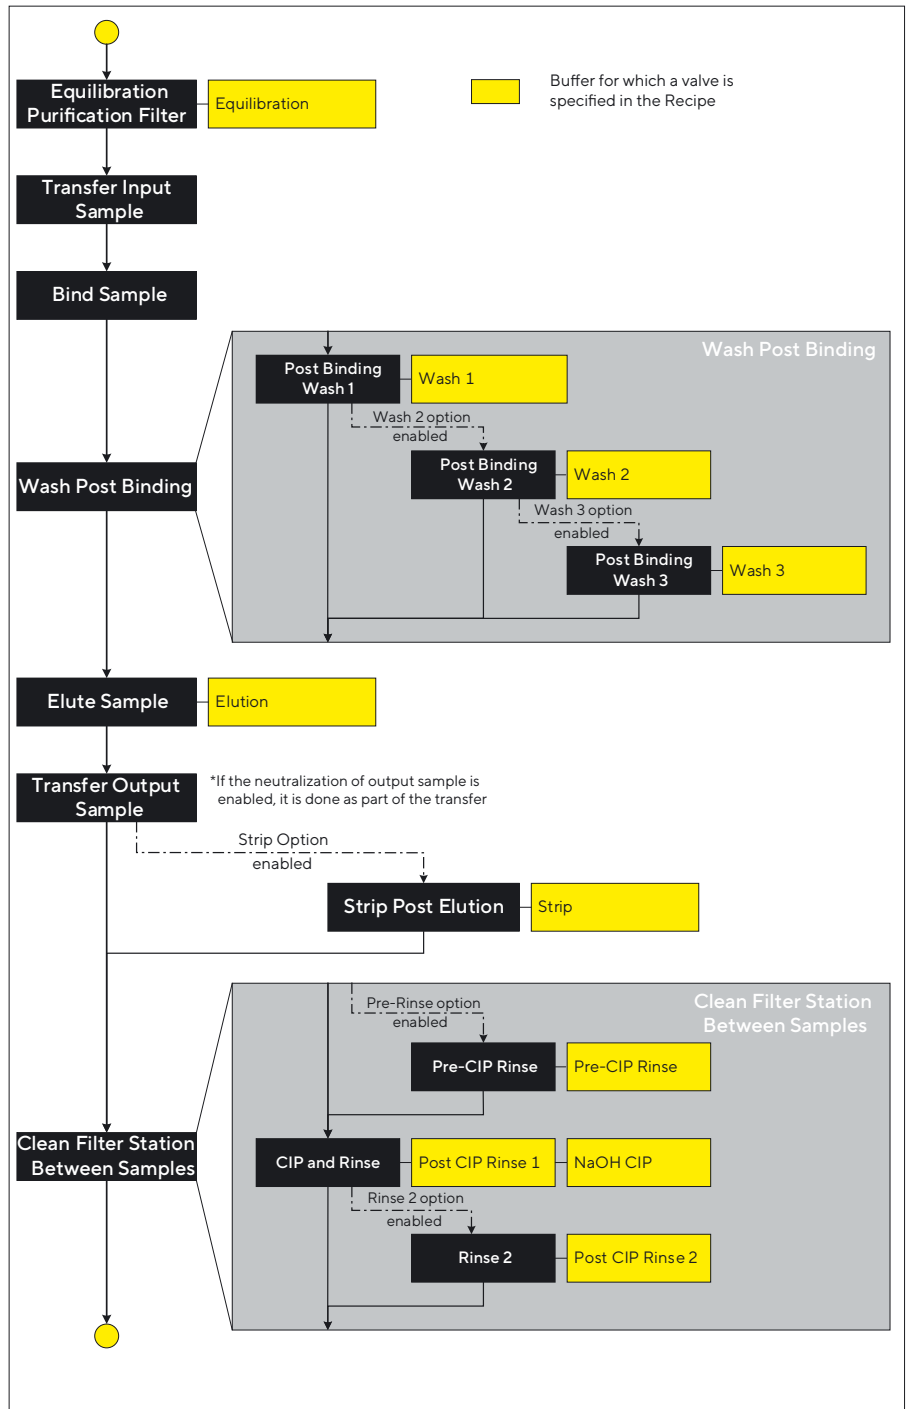 Equilibration
Purification Filter
Equilibration
Buffer for which a valve is
specified in the Recipe
Transfer Input
Sample
Bind Sample
Wash Post Binding
Wash Post Binding
Post Binding
Wash 1
Wash 1
Wash 2 option
enabled
Post Binding
Wash 2
Wash 2
Wash 3 option
enabled
Post Binding
Wash 3
Wash 3
Elute Sample
Elution
Transfer Output
Sample
*If the neutralization of output sample is
enabled, it is done as part of the transfer
Strip Option
enabled
Strip Post Elution
Strip
Clean Filter Station
Between Samples
Clean Filter Station
Between Samples
Pre-Rinse option
enabled
Pre-CIP Rinse
Pre-CIP Rinse
CIP and Rinse
Post CIP Rinse 1
NaOH CIP
Rinse 2 option
enabled
Rinse 2
Post CIP Rinse 2